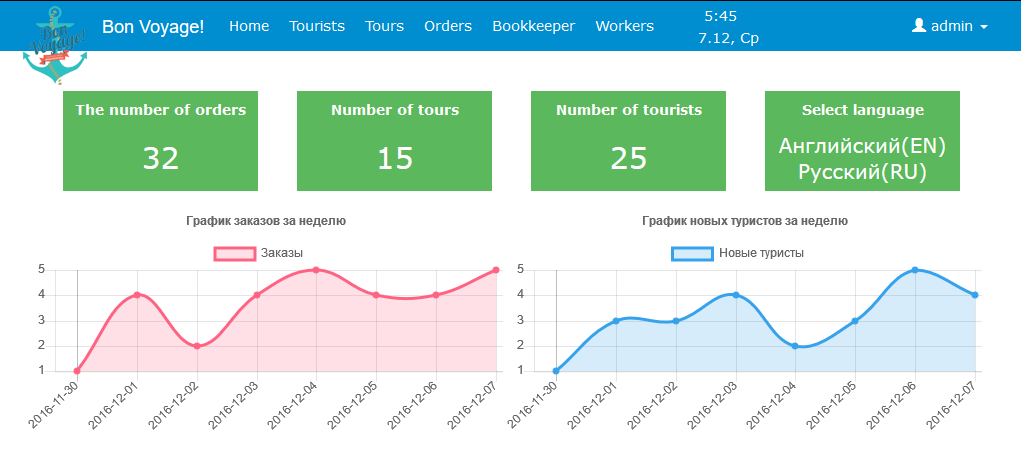 Bon Voyage!
Bon Voyage! Home Tourists Tours Orders Bookkeeper Workers 5:45 admin
7.12, Ср
The number of orders Number of tours Number of tourists Select language
32 15 25 Английский(EN)
Русский(RU)
График заказов за неделю График новых туристов за неделю
Заказы Новые туристы
5 5
4 4
3 3
2 2
1 1
2016-11-30 2016-12-01 2016-12-02 2016-12-03 2016-12-04 2016-12-05 2016-12-06 2016-12-07 2016-11-30 2016-12-01 2016-12-02 2016-12-03 2016-12-04 2016-12-05 2016-12-06 2016-12-07